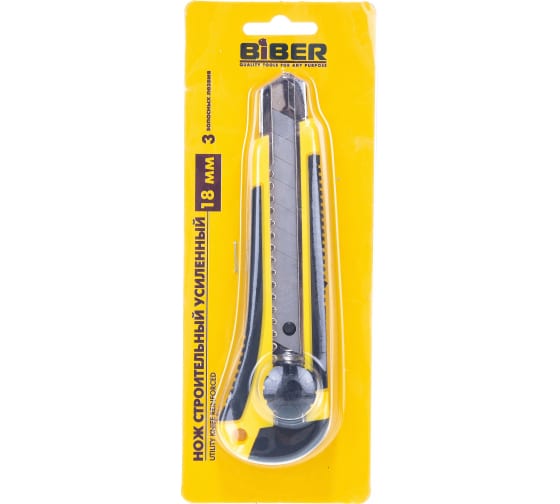 BiBER
QUALITY TOOLS FOR ANY PURPOSE
НОЖ СТРОИТЕЛЬНЫЙ УСИЛЕННЫЙ
UTILITY KNIFE REINFORCED
18 мм
3 запасных лезвия